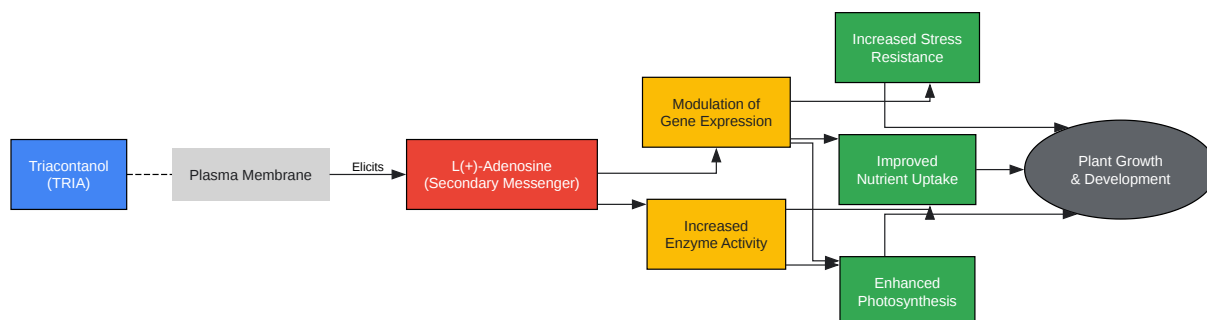 Triacontanol
(TRIA)
Plasma Membrane
Elicits
L(+)-Adenosine
(Secondary Messenger)
Modulation of
Gene Expression
Increased
Enzyme Activity
Increased Stress
Resistance
Improved
Nutrient Uptake
Enhanced
Photosynthesis
Plant Growth
& Development